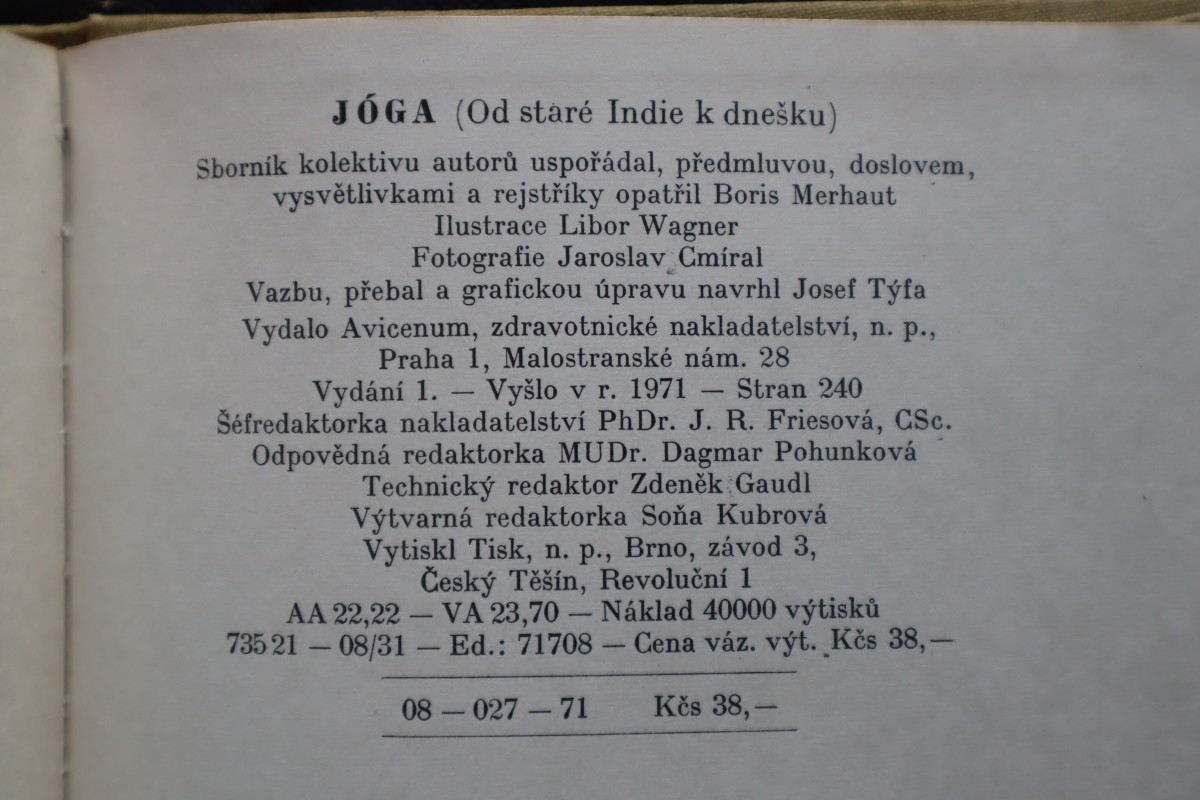 JÓGA (Od staré Indie k dnešku)
Sborník kolektivu autorů uspořádal, předmluvou, doslovem,
vysvětlivkami a rejstříky opatřil Boris Merhaut
Ilustrace Libor Wagner
Fotografie Jaroslav Cmíral
Vazbu, přebal a grafickou úpravu navrhl Josef Týfa
Vydalo Avicenum, zdravotnické nakladatelství, n. p.,
Praha 1, Malostranské nám. 28
Vydání 1. — Vyšlo v r. 1971 — Stran 240
Šéfredaktorka nakladatelství PhDr. J. R. Friesová, CSc.
Odpovědná redaktorka MUDr. Dagmar Pohunková
Technický redaktor Zdeněk Gaudl
Výtvarná redaktorka Soňa Kubrová
Vytiskl Tisk, n. p., Brno, závod 3,
Český Těšín, Revoluční 1
AA 22,22 — VA 23,70 — Náklad 40000 výtisků
735 21 — 08/31 — Ed.: 71708 — Cena váz. výt. Kčs 38,—
08 — 027 — 71 Kčs 38,—